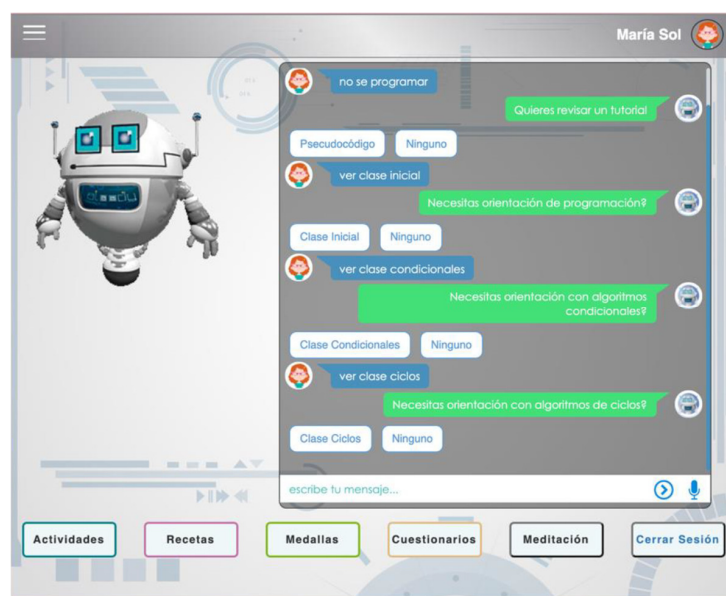 María Sol
no se programar
Quieres revisar un tutorial
Psecudocódigo Ninguno
ver clase inicial
Necesitas orientación de programación?
Clase Inicial Ninguno
ver clase condicionales
Necesitas orientación con algoritmos
condicionales?
Clase Condicionales Ninguno
ver clase ciclos
Necesitas orientación con algoritmos de ciclos?
Clase Ciclos Ninguno
escribe tu mensaje...
Actividades Recetas Medallas Cuestionarios Meditación Cerrar Sesión